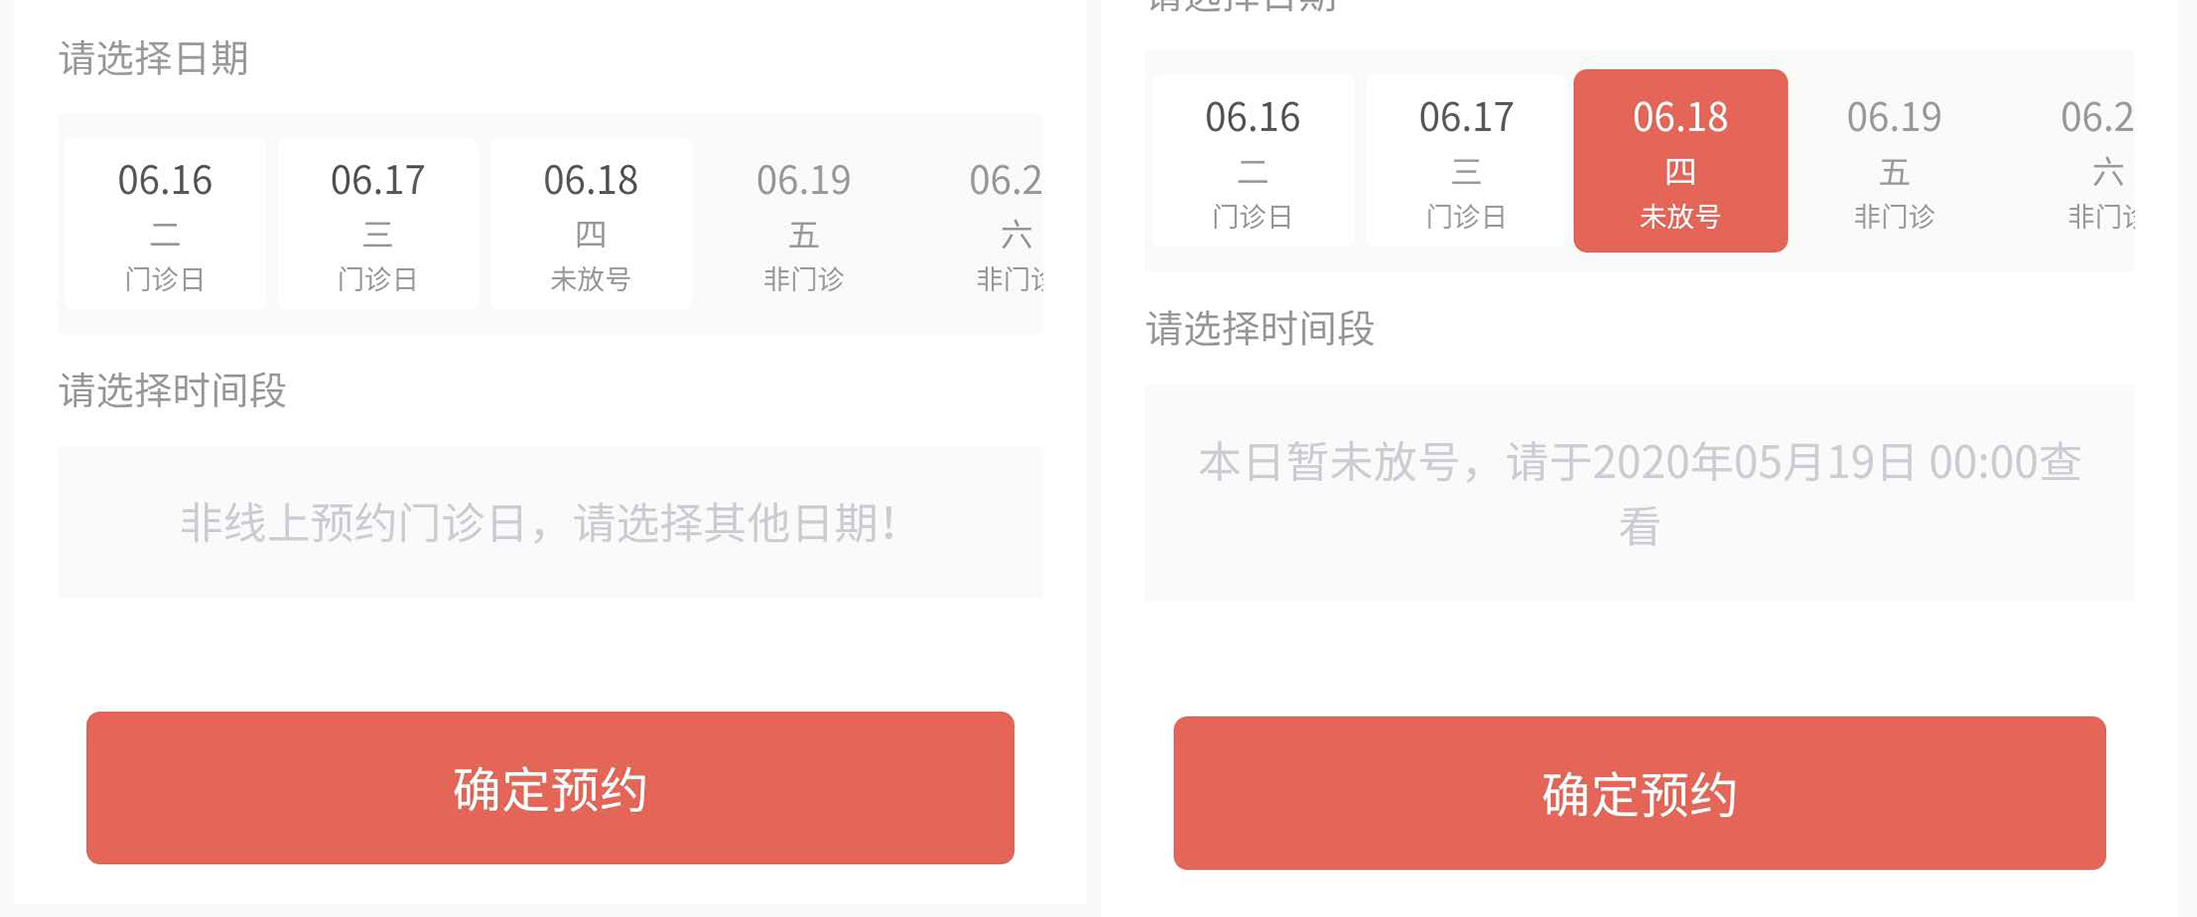 请选择日期
06.16 06.17 06.18 06.19 06.2
二 三 四 五 六
门诊日 门诊日 未放号 非门诊 非门
请选择时间段
非线上预约门诊日，请选择其他日期！
确定预约
请选择日期
06.16 06.17 06.18 06.19 06.2
二 三 四 五 六
门诊日 门诊日 未放号 非门诊 非门
请选择时间段
本日暂未放号，请于2020年05月19日 00:00查
看
确定预约